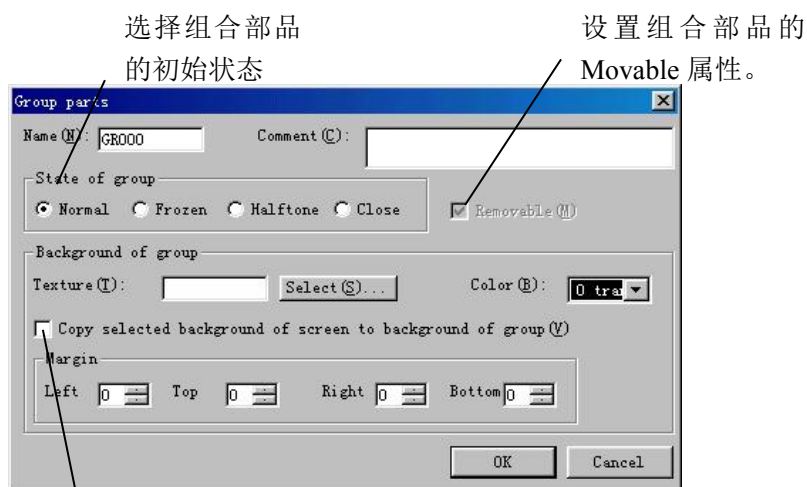 选择组合部品
的初始状态
设置组合部品的
Movable 属性。
Group parts
Name(N): GR000 Comment(C):
State of group
Normal Frozen Halftone Close Removable(M)
Background of group
Texture(T): Select(S)... Color(B): 0 tra
Copy selected background of screen to background of group(V)
Margin
Left 0 Top 0 Right 0 Bottom 0
OK Cancel